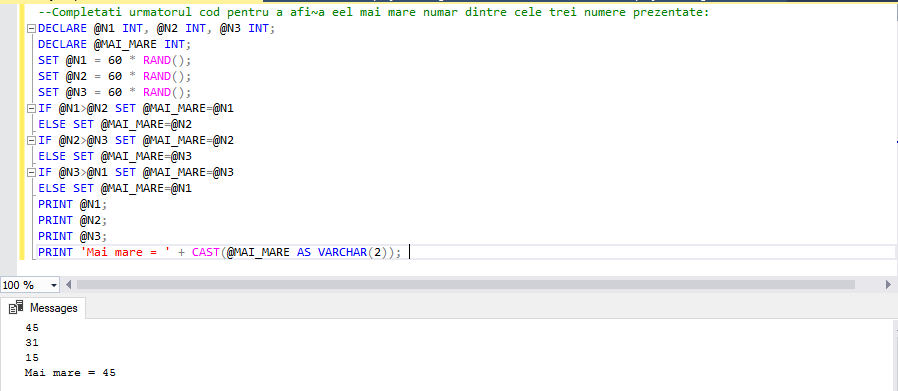 --Completati urmatorul cod pentru a afi~a eel mai mare numar dintre cele trei numere prezentate:
DECLARE @N1 INT, @N2 INT, @N3 INT;
DECLARE @MAI_MARE INT;
SET @N1 = 60 * RAND();
SET @N2 = 60 * RAND();
SET @N3 = 60 * RAND();
IF @N1>@N2 SET @MAI_MARE=@N1
ELSE SET @MAI_MARE=@N2
IF @N2>@N3 SET @MAI_MARE=@N2
ELSE SET @MAI_MARE=@N3
IF @N3>@N1 SET @MAI_MARE=@N3
ELSE SET @MAI_MARE=@N1
PRINT @N1;
PRINT @N2;
PRINT @N3;
PRINT 'Mai mare = ' + CAST(@MAI_MARE AS VARCHAR(2));
100 %
Messages
45
31
15
Mai mare = 45